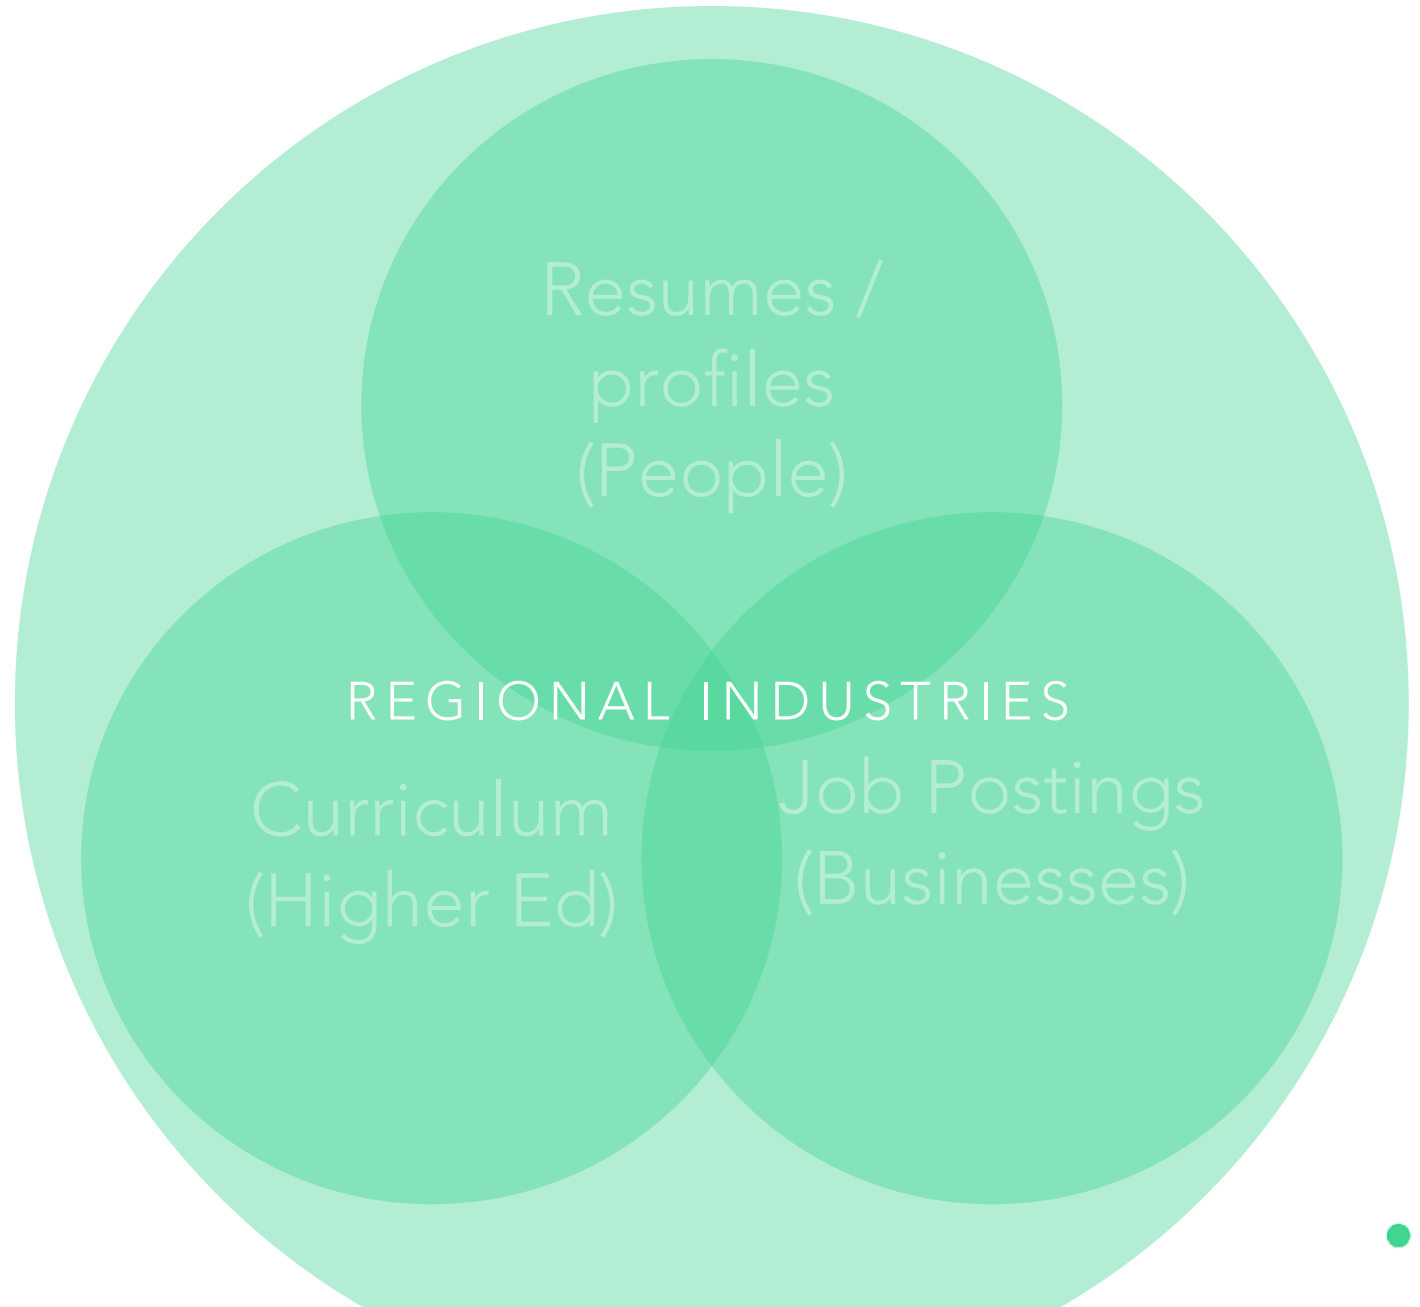 Resumes /
profiles
(People)
REGIONAL INDUSTRIES
Curriculum
(Higher Ed)
Job Postings
(Businesses)